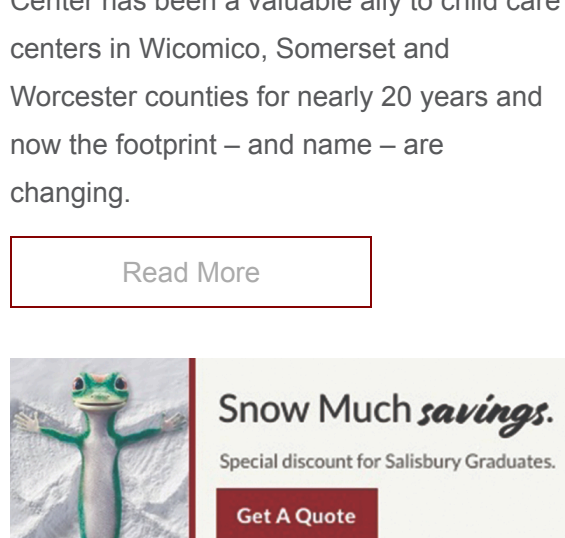 Center has been a valuable ally to child care
centers in Wicomico, Somerset and
Worcester counties for nearly 20 years and
now the footprint – and name – are
changing.
Read More
Snow Much savings.
Special discount for Salisbury Graduates.
Get A Quote